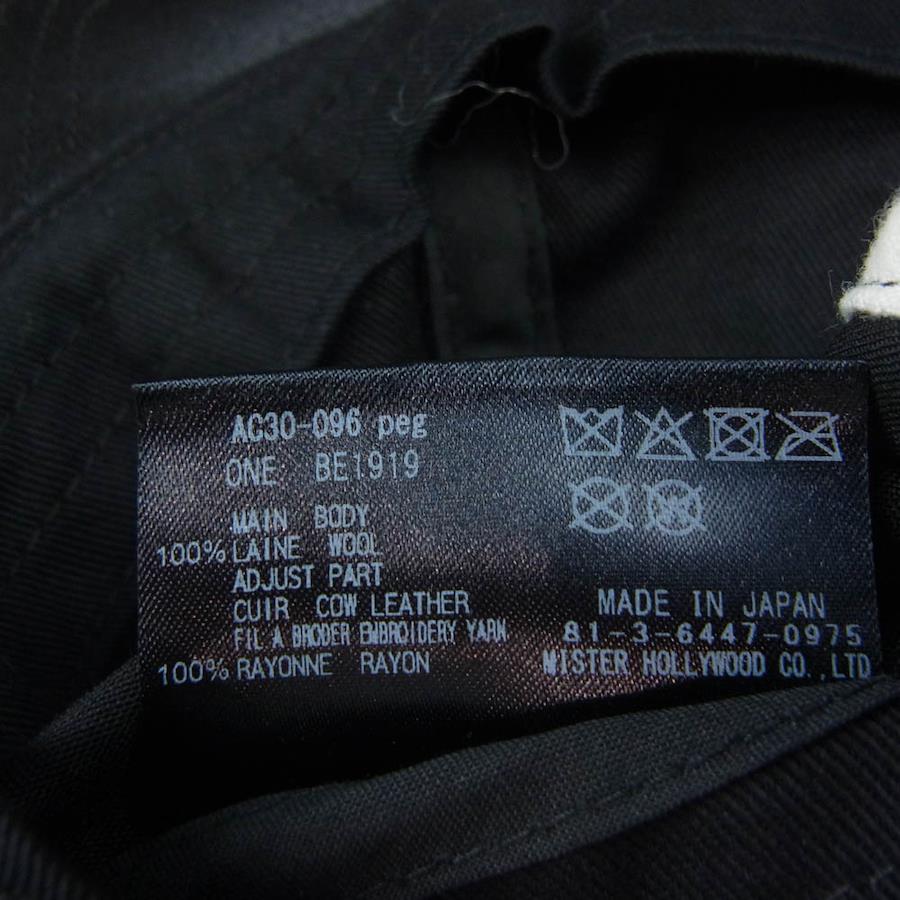 AC30-096 peg
ONE BE1919
MAIN BODY
100% LAINE WOOL
ADJUST PART
CUIR COW LEATHER
FIL A BRODER EMBROIDERY YARN
100% RAYONNE RAYON
MADE IN JAPAN
81-3-6447-0975
MISTER HOLLYWOOD CO.,LTD